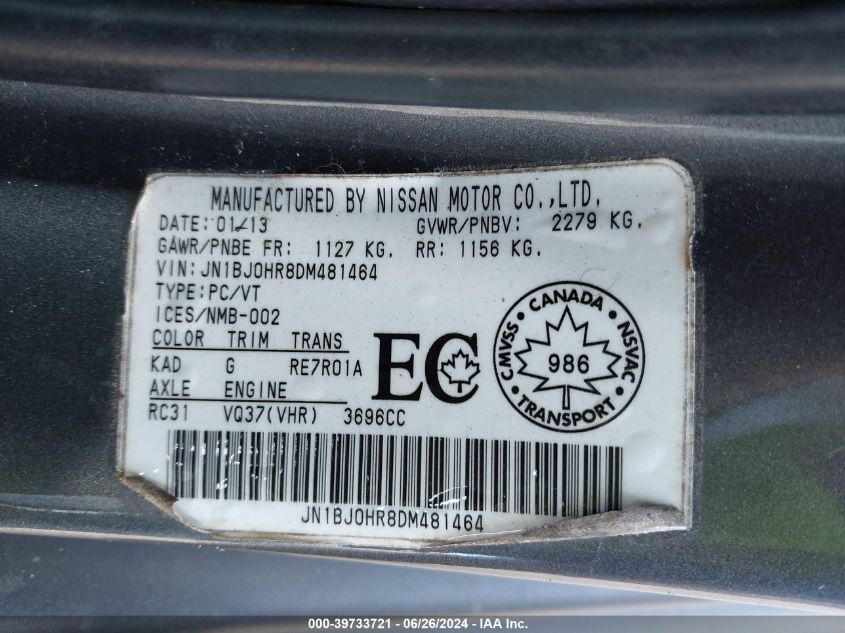 MANUFACTURED BY NISSAN MOTOR CO.,LTD.
DATE:01-13 GVWR/PNBV: 2279 KG.
GAWR/PNBE FR: 1127 KG. RR: 1156 KG.
VIN:JN1BJ0HR8DM481464
TYPE:PC/VT
ICES/NMB-002
COLOR TRIM TRANS
KAD G RE7R01A
AXLE ENGINE
RC31 VQ37(VHR) 3696CC
EC
CANADA
CMVSS
NSVAC
986
TRANSPORT
JN1BJ0HR8DM481464
000-39733721 - 06/26/2024 - IAA Inc.